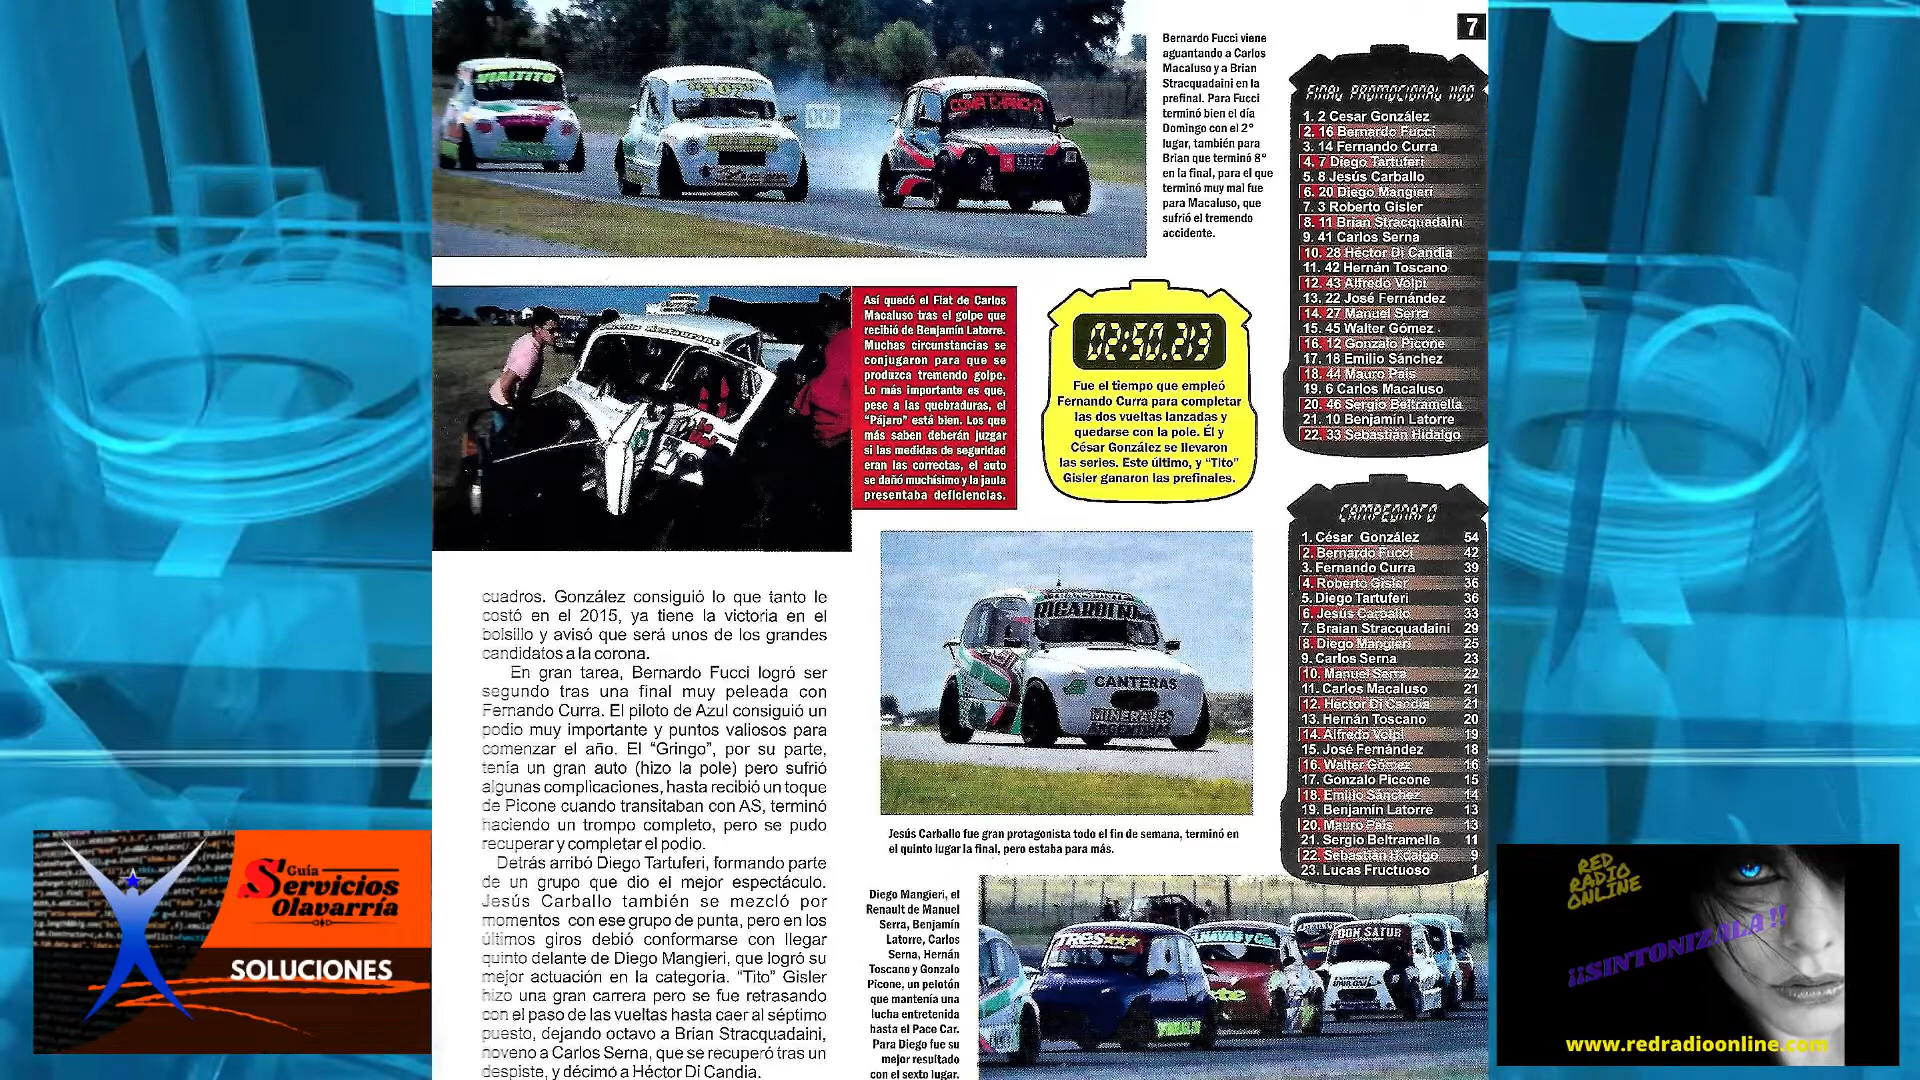 7
Bernardo Fucci viene
aguantando a Carlos
Macaluso y a Brian
Stracquadaini en la
prefinal. Para Fucci
terminó bien el día
Domingo con el 2°
lugar, también para
Brian que terminó 8°
en la final, para el que
terminó muy mal fue
para Macaluso, que
sufrió el tremendo
accidente.
VIALTITO
COMA CHANCHO
FINAL PROMOCIONAL 1100
1. 2 Cesar González
2. 16 Bernardo Fucci
3. 14 Fernando Curra
4. 7 Diego Tartuferi
5. 8 Jesús Carballo
6. 20 Diego Mangieri
7. 3 Roberto Gisler
8. 11 Brian Stracquadaini
9. 41 Carlos Serna
10. 28 Héctor Di Candia
11. 42 Hernán Toscano
12. 43 Alfredo Volpi
13. 22 José Fernández
14. 27 Manuel Serra
15. 45 Walter Gómez
16. 12 Gonzalo Picone
17. 18 Emilio Sánchez
18. 44 Mauro Pais
19. 6 Carlos Macaluso
20. 46 Sergio Beltramella
21. 10 Benjamín Latorre
22. 33 Sebastián Hidalgo
Así quedó el Fiat de Carlos
Macaluso tras el golpe que
recibió de Benjamín Latorre.
Muchas circunstancias se
conjugaron para que se
produzca tremendo golpe.
Lo más importante es que,
pese a las quebraduras, el
“Pájaro” está bien. Los que
más saben deberán juzgar
si las medidas de seguridad
eran las correctas, el auto
se dañó muchísimo y la jaula
presentaba deficiencias.
02:50.213
Fue el tiempo que empleó
Fernando Curra para completar
las dos vueltas lanzadas y
quedarse con la pole. Él y
César González se llevaron
las series. Este último, y “Tito”
Gisler ganaron las prefinales.
CAMPEONATO
1. César González 54
2. Bernardo Fucci 42
3. Fernando Curra 39
4. Roberto Gisler 36
5. Diego Tartuferi 36
6. Jesús Carballo 33
7. Braian Stracquadaini 29
8. Diego Mangieri 25
9. Carlos Serna 23
10. Manuel Serra 22
11. Carlos Macaluso 21
12. Héctor Di Candia 21
13. Hernán Toscano 20
14. Alfredo Volpi 19
15. José Fernández 18
16. Walter Gómez 16
17. Gonzalo Piccone 15
18. Emilio Sánchez 14
19. Benjamín Latorre 13
20. Mauro Pais 13
21. Sergio Beltramella 11
22. Sebastián Hidalgo 9
23. Lucas Fructuoso 1
cuadros. González consiguió lo que tanto le
costó en el 2015, ya tiene la victoria en el
bolsillo y avisó que será unos de los grandes
candidatos a la corona.
En gran tarea, Bernardo Fucci logró ser
segundo tras una final muy peleada con
Fernando Curra. El piloto de Azul consiguió un
podio muy importante y puntos valiosos para
comenzar el año. El “Gringo”, por su parte,
tenía un gran auto (hizo la pole) pero sufrió
algunas complicaciones, hasta recibió un toque
de Picone cuando transitaban con AS, terminó
haciendo un trompo completo, pero se pudo
recuperar y completar el podio.
Detrás arribó Diego Tartuferi, formando parte
de un grupo que dio el mejor espectáculo.
Jesús Carballo también se mezcló por
momentos con ese grupo de punta, pero en los
últimos giros debió conformarse con llegar
quinto delante de Diego Mangieri, que logró su
mejor actuación en la categoría. “Tito” Gisler
hizo una gran carrera pero se fue retrasando
con el paso de las vueltas hasta caer al séptimo
puesto, dejando octavo a Brian Stracquadaini,
noveno a Carlos Serna, que se recuperó tras un
despiste, y décimo a Héctor Di Candia.
RICARDINI
CANTERAS
MINERALES
ARGENTINAS
Jesús Carballo fue gran protagonista todo el fin de semana, terminó en
el quinto lugar la final, pero estaba para más.
Diego Mangieri, el
Renault de Manuel
Serra, Benjamín
Latorre, Carlos
Serna, Hernán
Toscano y Gonzalo
Picone, un pelotón
que mantenía una
lucha entretenida
hasta el Pace Car.
Para Diego fue su
mejor resultado
con el sexto lugar.
TRES
DON SATUR
Guía
Servicios
Olavarría
SOLUCIONES
RED
RADIO
ONLINE
¡¡SINTONIZALA !!
www.redradioonline.com